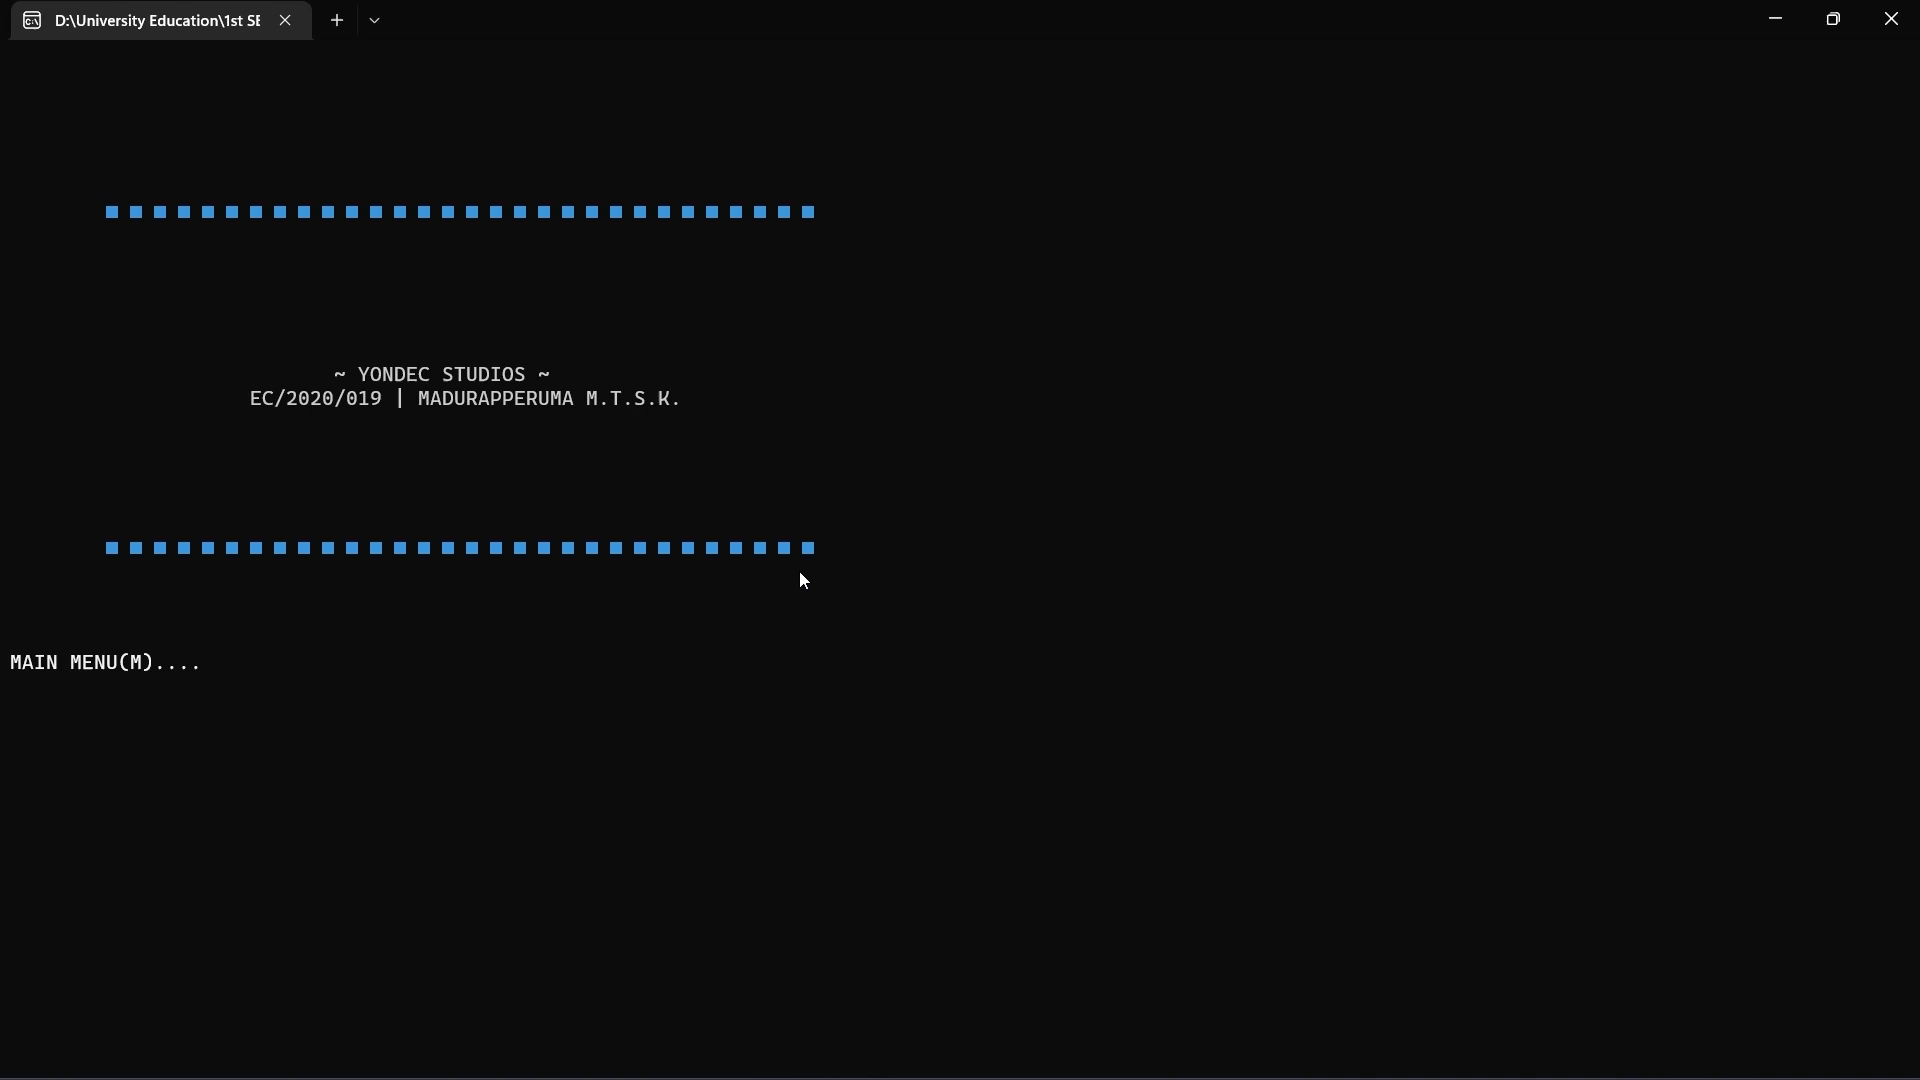 D:\University Education\1st SE
~ YONDEC STUDIOS ~
EC/2020/019 | MADURAPPERUMA M.T.S.K.
MAIN MENU(M)....